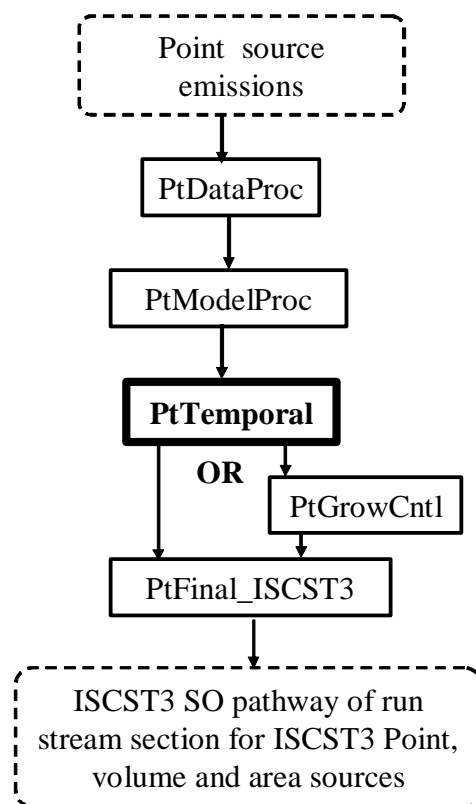 Point source
emissions
PtDataProc
PtModelProc
PtTemporal
OR
PtGrowCntl
PtFinal_ISCST3
ISCST3 SO pathway of run
stream section for ISCST3 Point,
volume and area sources